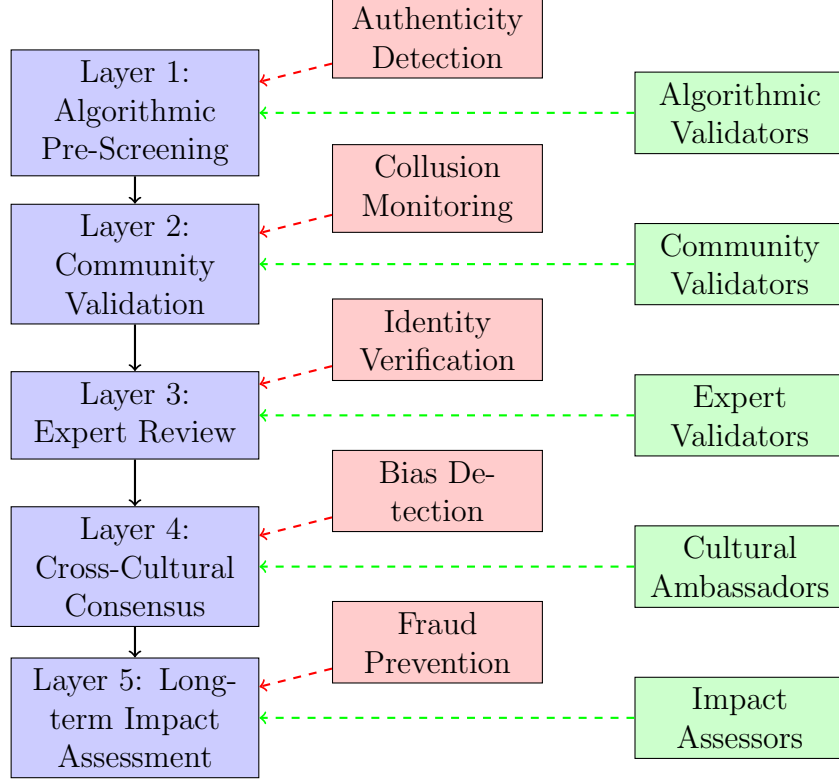 Authenticity
Detection
Layer 1:
Algorithmic
Pre-Screening
Algorithmic
Validators
Collusion
Monitoring
Layer 2:
Community
Validation
Community
Validators
Identity
Verification
Layer 3:
Expert Review
Expert
Validators
Bias De-
tection
Layer 4:
Cross-Cultural
Consensus
Cultural
Ambassadors
Fraud
Prevention
Layer 5: Long-
term Impact
Assessment
Impact
Assessors